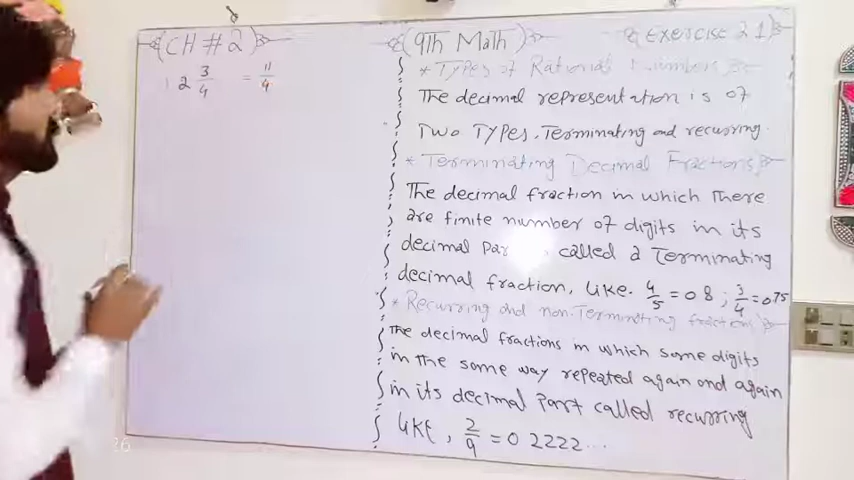 CH # 2
2 3/4 = 11/4
9Th Math
Exercise 2.1
* Types of Rational Numbers
The decimal representation is of
Two Types. Terminating and recurring.
* Terminating Decimal Fractions
The decimal fraction in which There
are finite number of digits in its
decimal Part, called a Terminating
decimal fraction, Like. 4/5 = 0.8 ; 3/4 = 0.75
* Recurring and non-Terminating fractions
The decimal fractions in which some digits
in the same way repeated again and again
in its decimal Part called recurring
Like, 2/9 = 0.2222...
26